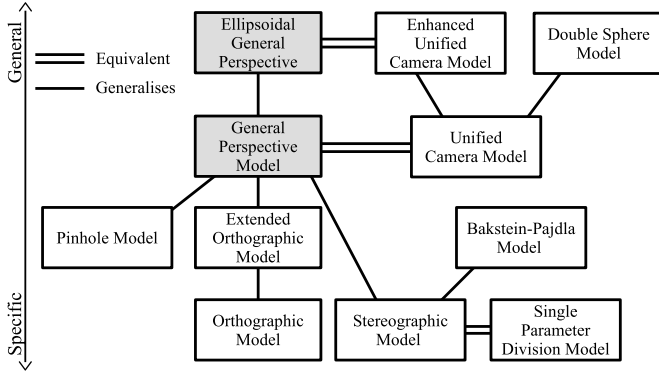 General
Specific
Equivalent
Generalises
Ellipsoidal
General
Perspective
Enhanced
Unified
Camera Model
Double Sphere
Model
General
Perspective
Model
Unified
Camera Model
Pinhole Model
Extended
Orthographic
Model
Bakstein-Pajdla
Model
Orthographic
Model
Stereographic
Model
Single
Parameter
Division Model